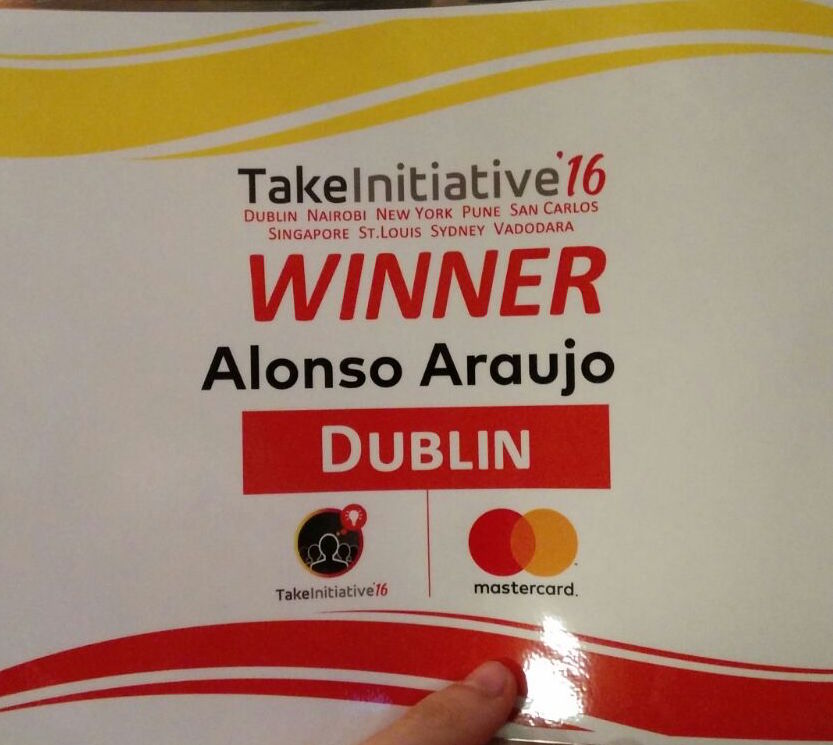 TakeInitiative'16
DUBLIN NAIROBI NEW YORK PUNE SAN CARLOS
SINGAPORE ST.LOUIS SYDNEY VADODARA
WINNER
Alonso Araujo
DUBLIN
TakeInitiative'16
mastercard.